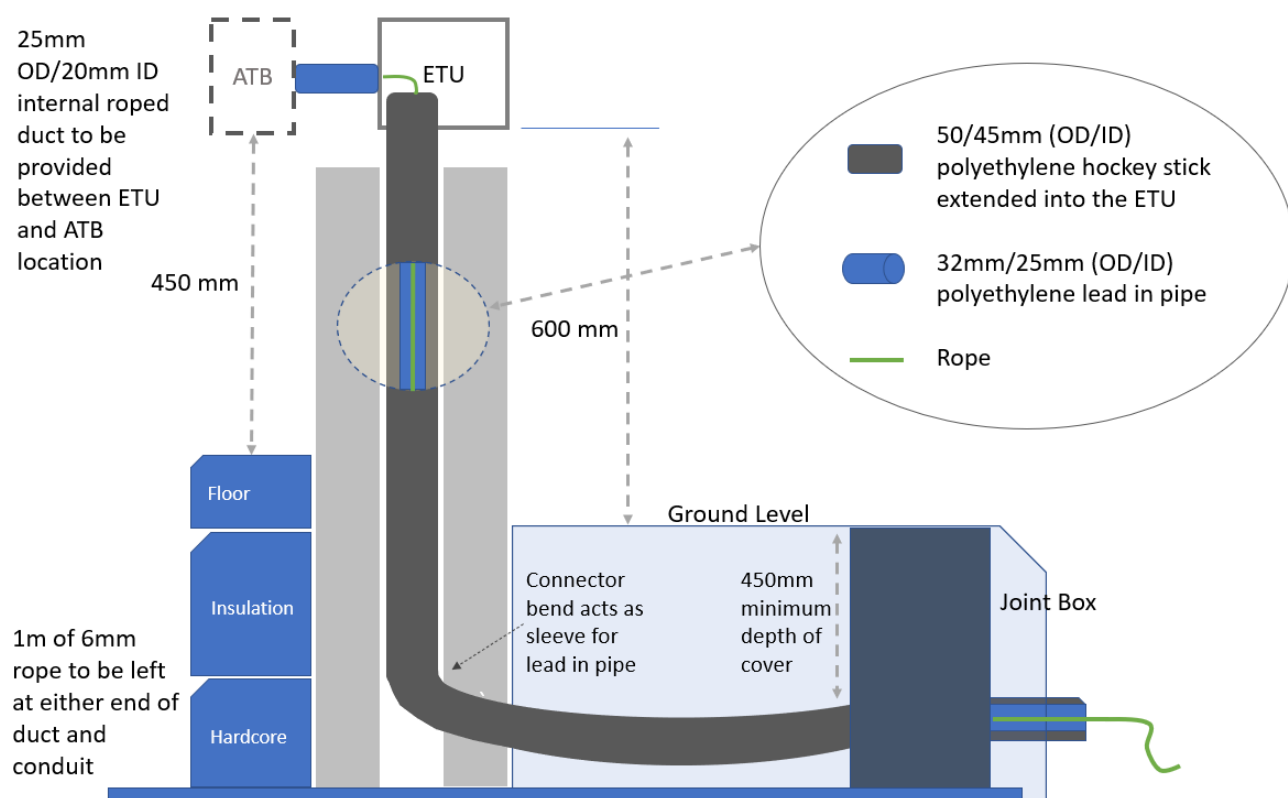 25mm
OD/20mm ID
internal roped
duct to be
provided
between ETU
and ATB
location
ATB
ETU
450 mm
600 mm
50/45mm (OD/ID)
polyethylene hockey stick
extended into the ETU
32mm/25mm (OD/ID)
polyethylene lead in pipe
Rope
Floor
Insulation
Hardcore
1m of 6mm
rope to be left
at either end of
duct and
conduit
Ground Level
Connector
bend acts as
sleeve for
lead in pipe
450mm
minimum
depth of
cover
Joint Box